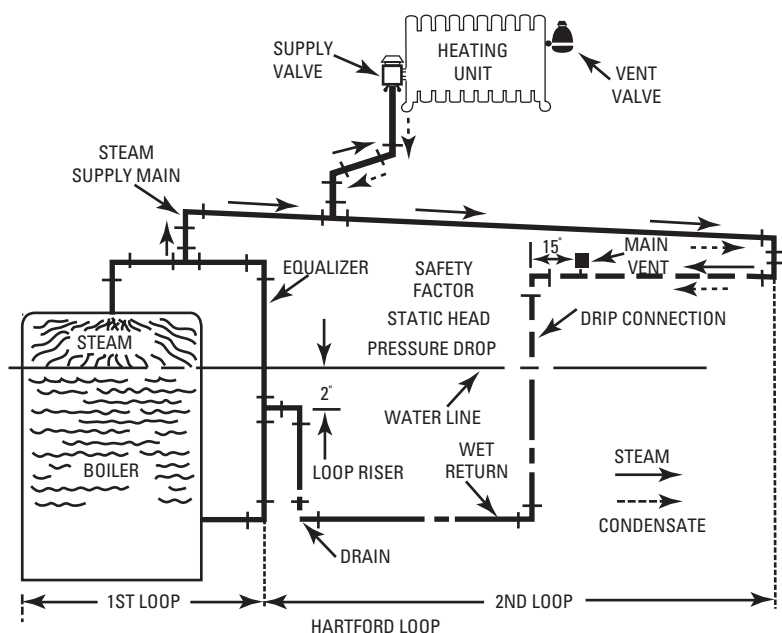 SUPPLY
VALVE
HEATING
UNIT
VENT
VALVE
STEAM
SUPPLY MAIN
EQUALIZER
SAFETY
FACTOR
STATIC HEAD
PRESSURE DROP
15"
MAIN
VENT
DRIP CONNECTION
STEAM
2"
WATER LINE
BOILER
LOOP RISER
WET
RETURN
STEAM
CONDENSATE
DRAIN
1ST LOOP
2ND LOOP
HARTFORD LOOP